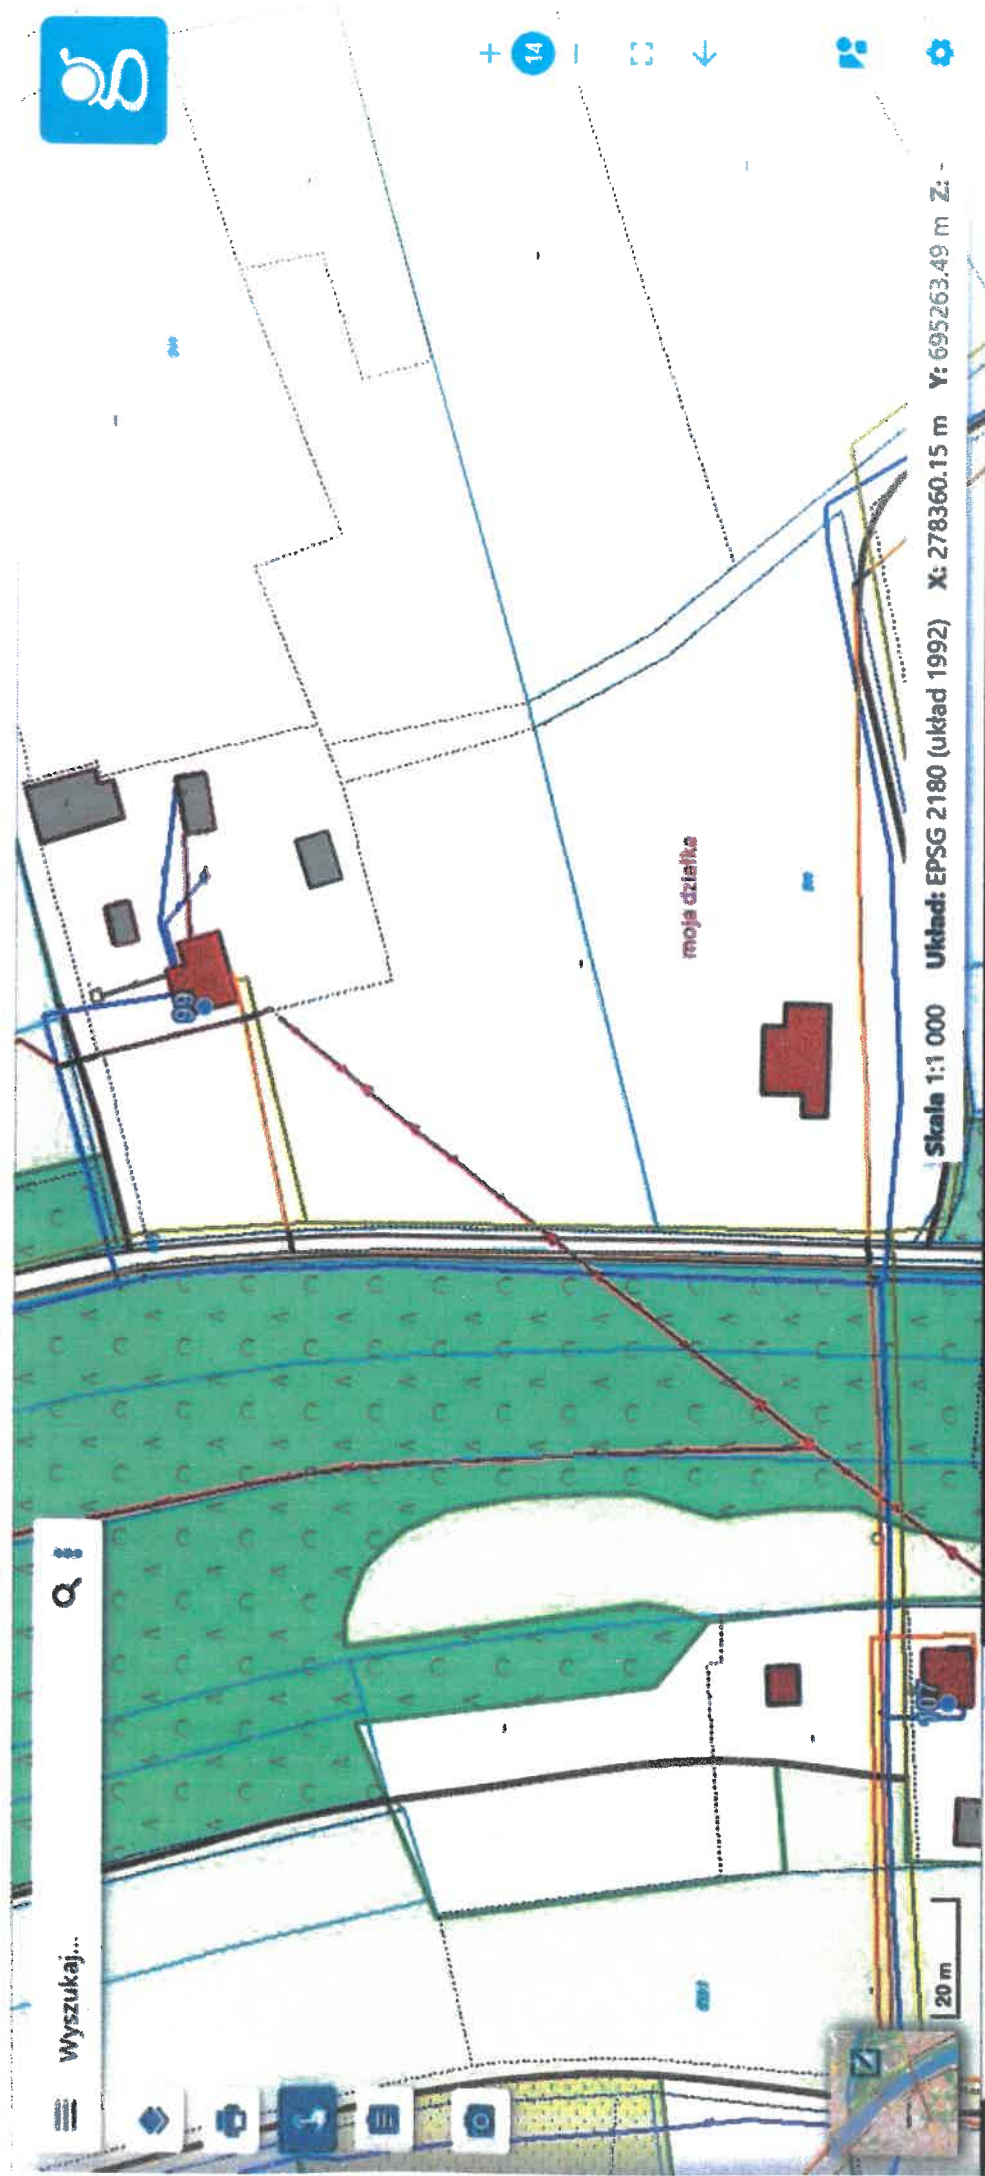 Wyszukaj...
14
69
moja działka
107
20 m
Skala 1:1 000 Układ: EPSG 2180 (układ 1992) X: 278360.15 m Y: 695263.49 m Z: -